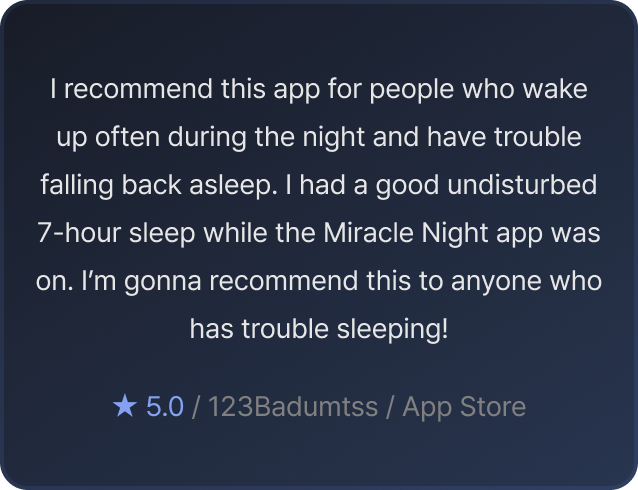 I recommend this app for people who wake
up often during the night and have trouble
falling back asleep. I had a good undisturbed
7-hour sleep while the Miracle Night app was
on. I’m gonna recommend this to anyone who
has trouble sleeping!
★ 5.0 / 123Badumtss / App Store